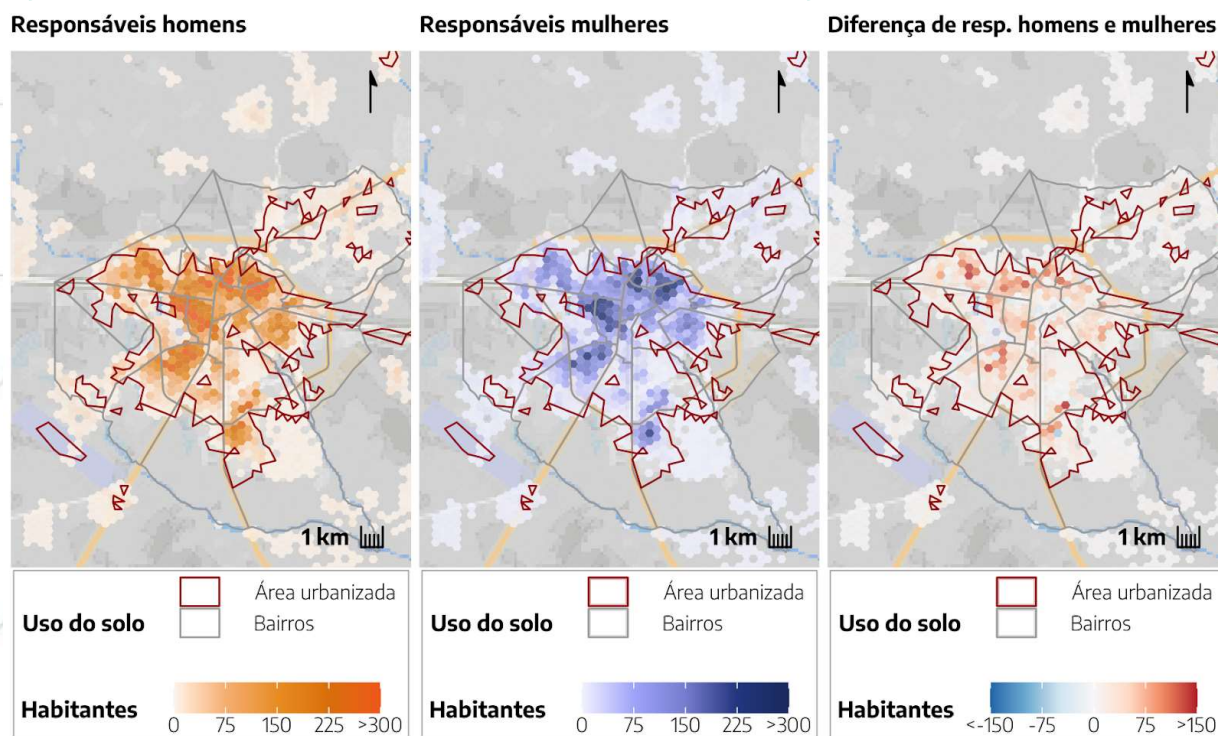 Responsáveis homens
1 km
Uso do solo
Área urbanizada
Bairros
Habitantes
0 75 150 225 >300
Responsáveis mulheres
1 km
Uso do solo
Área urbanizada
Bairros
Habitantes
0 75 150 225 >300
Diferença de resp. homens e mulheres
1 km
Uso do solo
Área urbanizada
Bairros
Habitantes
<-150 -75 0 75 >150